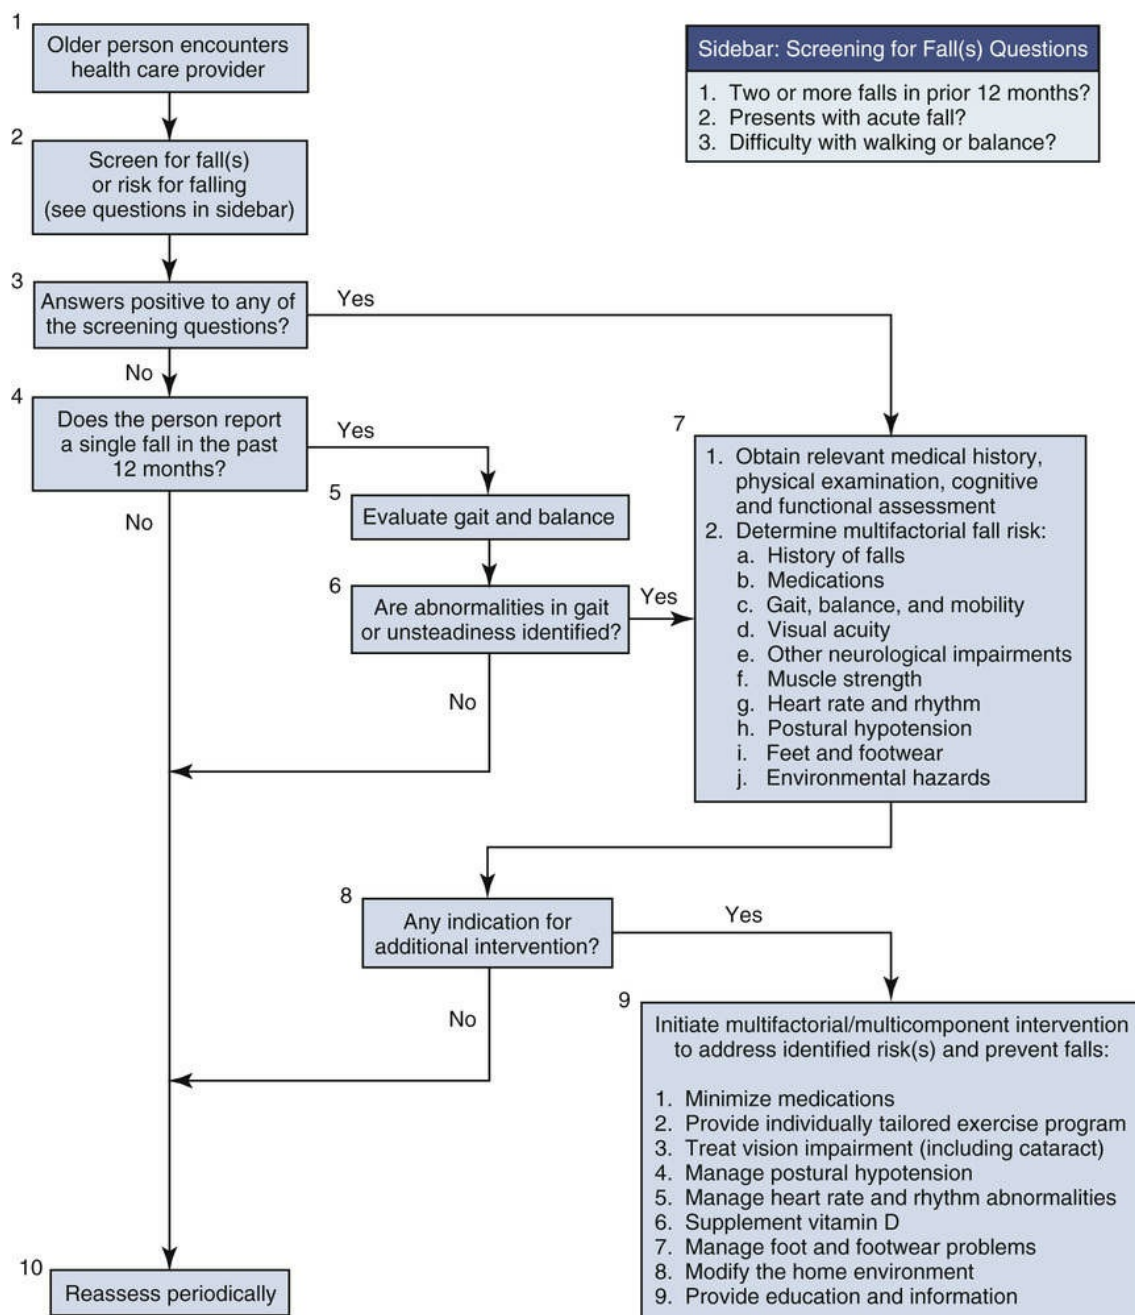 1
Older person encounters
health care provider
Sidebar: Screening for Fall(s) Questions
1. Two or more falls in prior 12 months?
2. Presents with acute fall?
3. Difficulty with walking or balance?
2
Screen for fall(s)
or risk for falling
(see questions in sidebar)
3
Answers positive to any of
the screening questions?
Yes
No
4
Does the person report
a single fall in the past
12 months?
Yes
No
5
Evaluate gait and balance
6
Are abnormalities in gait
or unsteadiness identified?
Yes
No
7
1. Obtain relevant medical history,
physical examination, cognitive
and functional assessment
2. Determine multifactorial fall risk:
a. History of falls
b. Medications
c. Gait, balance, and mobility
d. Visual acuity
e. Other neurological impairments
f. Muscle strength
g. Heart rate and rhythm
h. Postural hypotension
i. Feet and footwear
j. Environmental hazards
8
Any indication for
additional intervention?
Yes
No
9
Initiate multifactorial/multicomponent intervention
to address identified risk(s) and prevent falls:
1. Minimize medications
2. Provide individually tailored exercise program
3. Treat vision impairment (including cataract)
4. Manage postural hypotension
5. Manage heart rate and rhythm abnormalities
6. Supplement vitamin D
7. Manage foot and footwear problems
8. Modify the home environment
9. Provide education and information
10
Reassess periodically